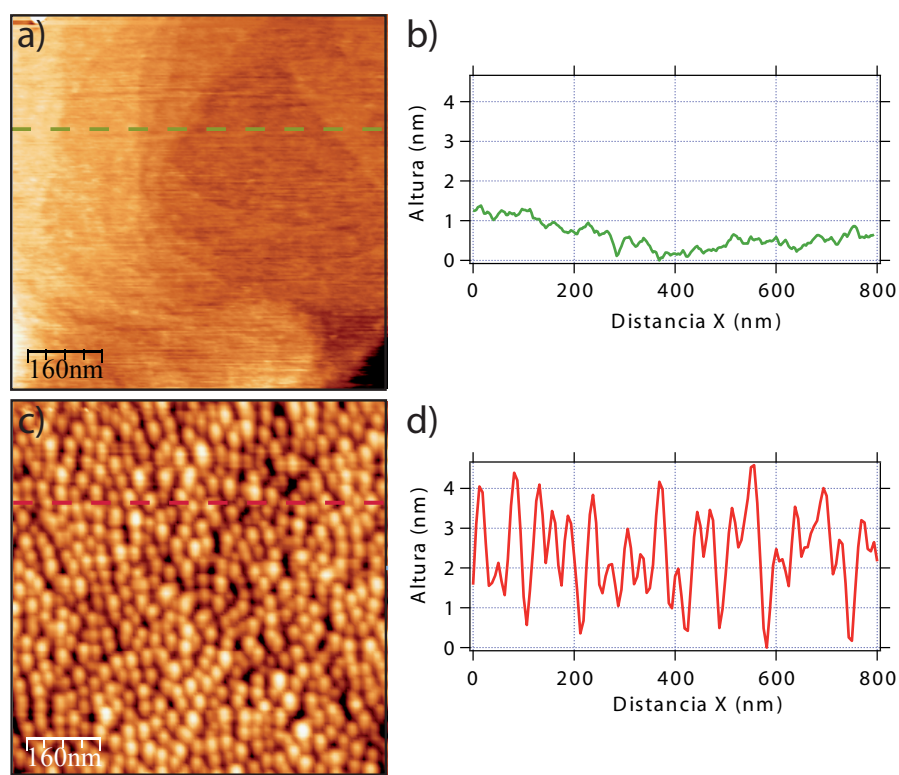 a)
160nm
b)
Altura (nm)
4
3
2
1
0
0 200 400 600 800
Distancia X (nm)
c)
160nm
d)
Altura (nm)
4
3
2
1
0
0 200 400 600 800
Distancia X (nm)